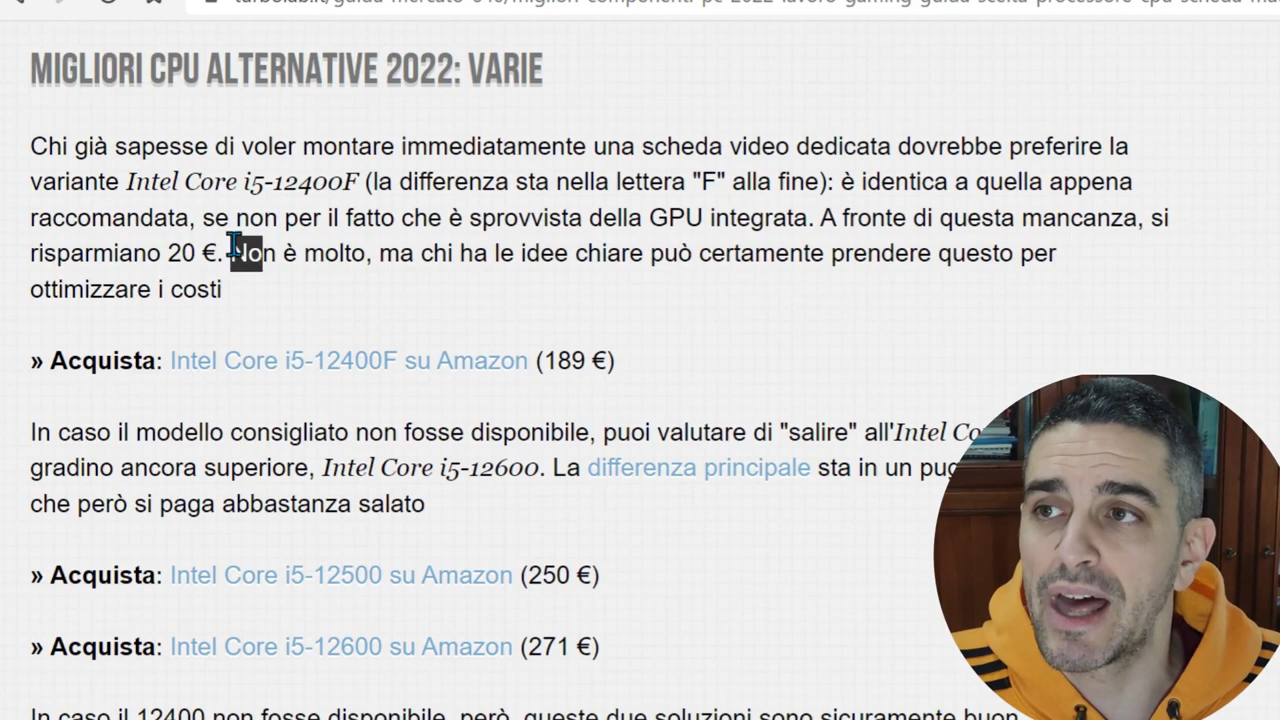 MIGLIORI CPU ALTERNATIVE 2022: VARIE
Chi già sapesse di voler montare immediatamente una scheda video dedicata dovrebbe preferire la
variante Intel Core i5-12400F (la differenza sta nella lettera "F" alla fine): è identica a quella appena
raccomandata, se non per il fatto che è sprovvista della GPU integrata. A fronte di questa mancanza, si
risparmiano 20 €. Non è molto, ma chi ha le idee chiare può certamente prendere questo per
ottimizzare i costi
» Acquista: Intel Core i5-12400F su Amazon (189 €)
In caso il modello consigliato non fosse disponibile, puoi valutare di "salire" all'Intel Co
gradino ancora superiore, Intel Core i5-12600. La differenza principale sta in un pug
che però si paga abbastanza salato
» Acquista: Intel Core i5-12500 su Amazon (250 €)
» Acquista: Intel Core i5-12600 su Amazon (271 €)
In caso il 12400 non fosse disponibile, però, queste due soluzioni sono sicuramente buon